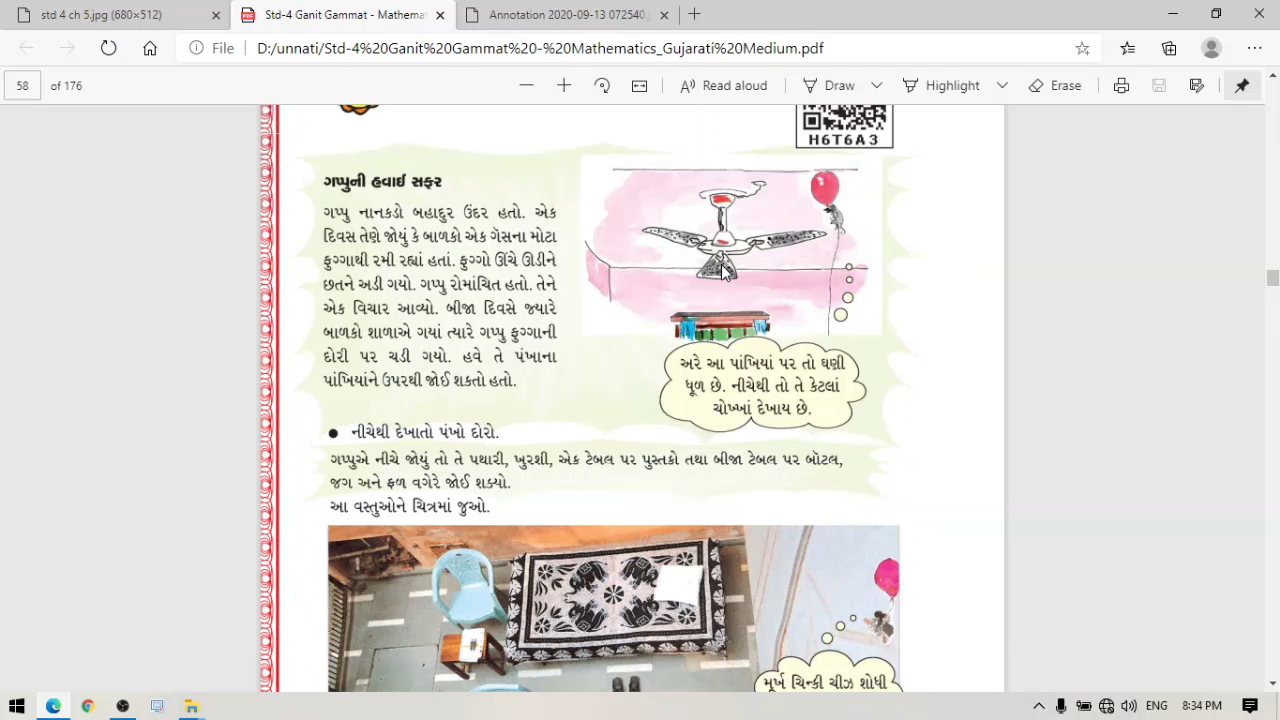 std 4 ch 5.jpg (600×512)
Std-4 Ganit Gammat - Mathemati
Annotation 2020-09-13 072540.j
File
D:/unnati/Std-4%20Ganit%20Gammat%20-%20Mathematics_Gujarati%20Medium.pdf
58 of 176
Read aloud
Draw
Highlight
Erase
H6T6A3
ગપ્પુની હવાઈ સફર
ગપ્પુ નાનકડો બહાદુર ઉંદર હતો. એક
દિવસ તેણે જોયું કે બાળકો એક ગૅસના મોટા
ફુગ્ગાથી રમી રહ્યાં હતાં. ફુગ્ગો ઊંચે ઊડીને
છતને અડી ગયો. ગપ્પુ રોમાંચિત હતો. તેને
એક વિચાર આવ્યો. બીજા દિવસે જ્યારે
બાળકો શાળાએ ગયાં ત્યારે ગપ્પુ ફુગ્ગાની
દોરી પર ચડી ગયો. હવે તે પંખાના
પાંખિયાંને ઉપરથી જોઈ શકતો હતો.
અરે આ પાંખિયાં પર તો ઘણી
ધૂળ છે. નીચેથી તો તે કેટલાં
ચોખ્ખાં દેખાય છે.
● નીચેથી દેખાતો પંખો દોરો.
ગપ્પુએ નીચે જોયું તો તે પથારી, ખુરશી, એક ટેબલ પર પુસ્તકો તથા બીજા ટેબલ પર બૉટલ,
જગ અને ફળ વગેરે જોઈ શક્યો.
આ વસ્તુઓને ચિત્રમાં જુઓ.
મૂર્ખ ચિન્કી ચીઝ શોધી
ENG
8:34 PM